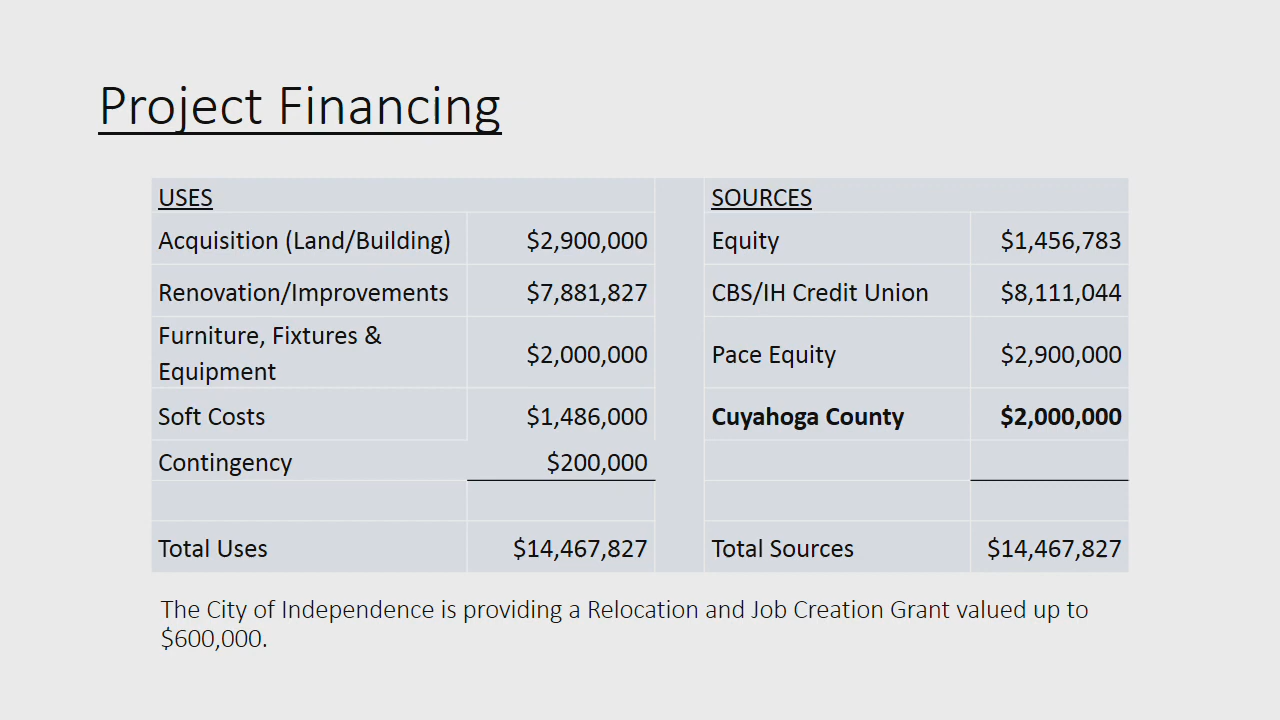 Project Financing
USES
SOURCES
Acquisition (Land/Building) $2,900,000 Equity $1,456,783
Renovation/Improvements $7,881,827 CBS/IH Credit Union $8,111,044
Furniture, Fixtures &
Equipment $2,000,000 Pace Equity $2,900,000
Soft Costs $1,486,000 Cuyahoga County $2,000,000
Contingency $200,000
Total Uses $14,467,827 Total Sources $14,467,827
The City of Independence is providing a Relocation and Job Creation Grant valued up to
$600,000.